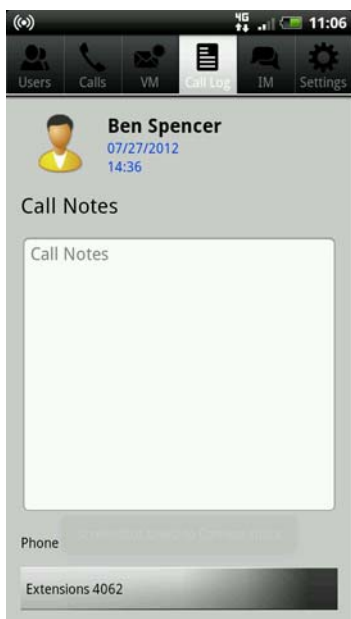 4G 11:06
Users Calls VM Call Log IM Settings
Ben Spencer
07/27/2012
14:36
Call Notes
Call Notes
Phone
Extensions 4062